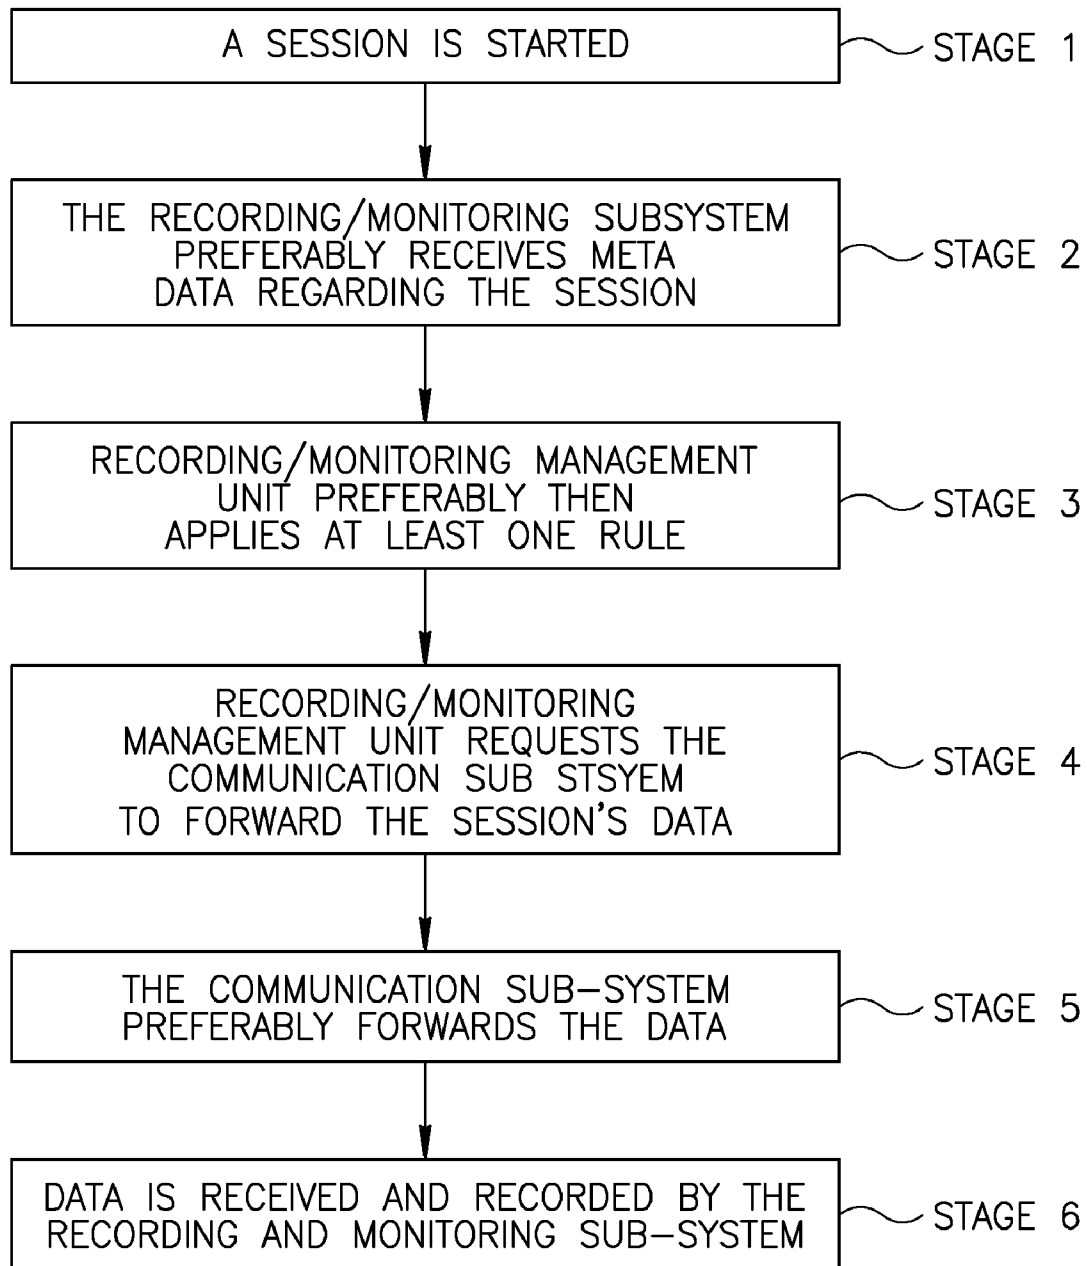 A SESSION IS STARTED
STAGE 1
THE RECORDING/MONITORING SUBSYSTEM
PREFERABLY RECEIVES META
DATA REGARDING THE SESSION
STAGE 2
RECORDING/MONITORING MANAGEMENT
UNIT PREFERABLY THEN
APPLIES AT LEAST ONE RULE
STAGE 3
RECORDING/MONITORING
MANAGEMENT UNIT REQUESTS THE
COMMUNICATION SUB STSYEM
TO FORWARD THE SESSION'S DATA
STAGE 4
THE COMMUNICATION SUB-SYSTEM
PREFERABLY FORWARDS THE DATA
STAGE 5
DATA IS RECEIVED AND RECORDED BY THE
RECORDING AND MONITORING SUB-SYSTEM
STAGE 6